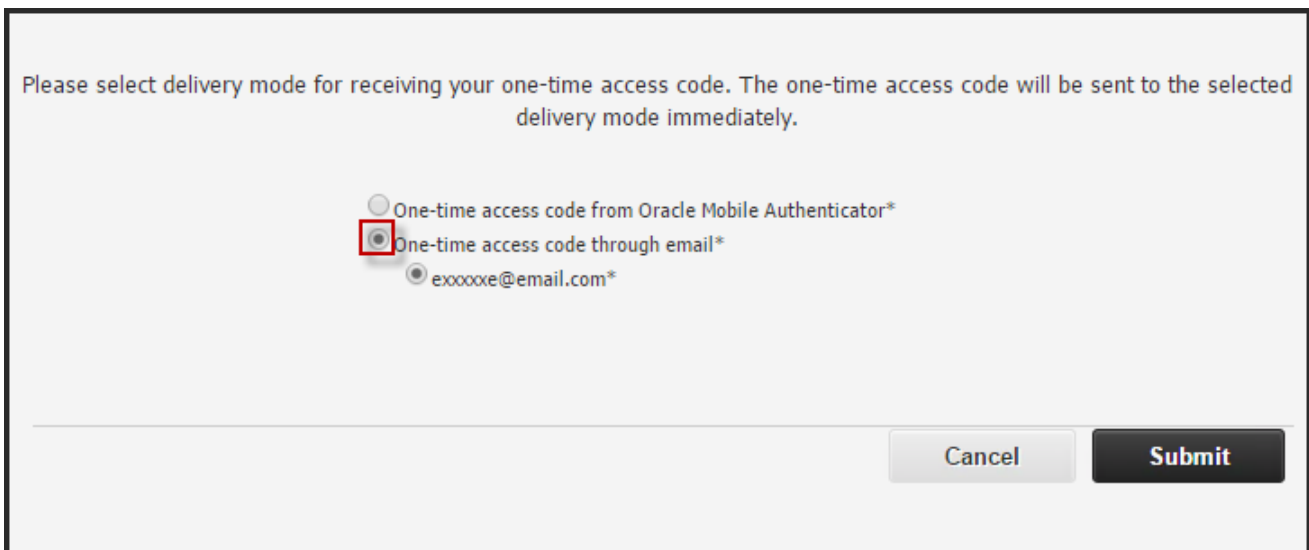 Please select delivery mode for receiving your one-time access code. The one-time access code will be sent to the selected
delivery mode immediately.
One-time access code from Oracle Mobile Authenticator*
One-time access code through email*
exxxxxe@email.com*
Cancel Submit